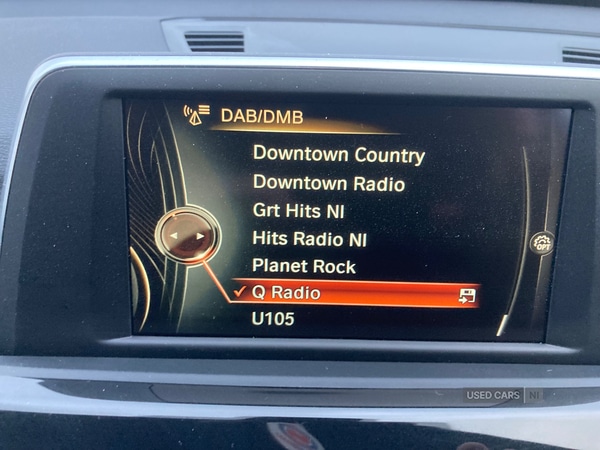 DAB/DMB
Downtown Country
Downtown Radio
Grt Hits NI
Hits Radio NI
Planet Rock
Q Radio
U105
OPT
USED CARS NI